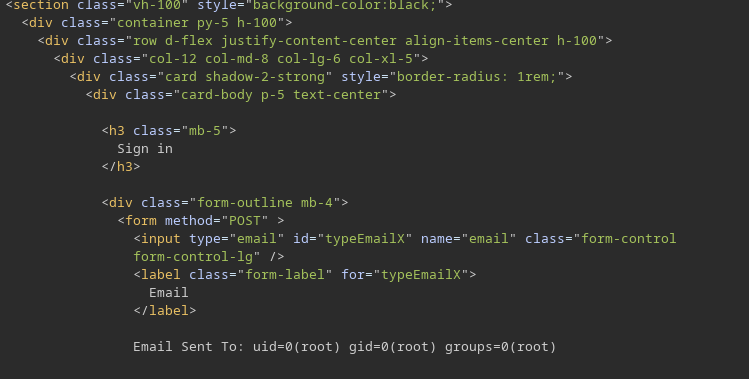 <section class="vh-100" style="background-color:black;">
<div class="container py-5 h-100">
<div class="row d-flex justify-content-center align-items-center h-100">
<div class="col-12 col-md-8 col-lg-6 col-xl-5">
<div class="card shadow-2-strong" style="border-radius: 1rem;">
<div class="card-body p-5 text-center">
<h3 class="mb-5">
Sign in
</h3>
<div class="form-outline mb-4">
<form method="POST" >
<input type="email" id="typeEmailX" name="email" class="form-control
form-control-lg" />
<label class="form-label" for="typeEmailX">
Email
</label>
Email Sent To: uid=0(root) gid=0(root) groups=0(root)